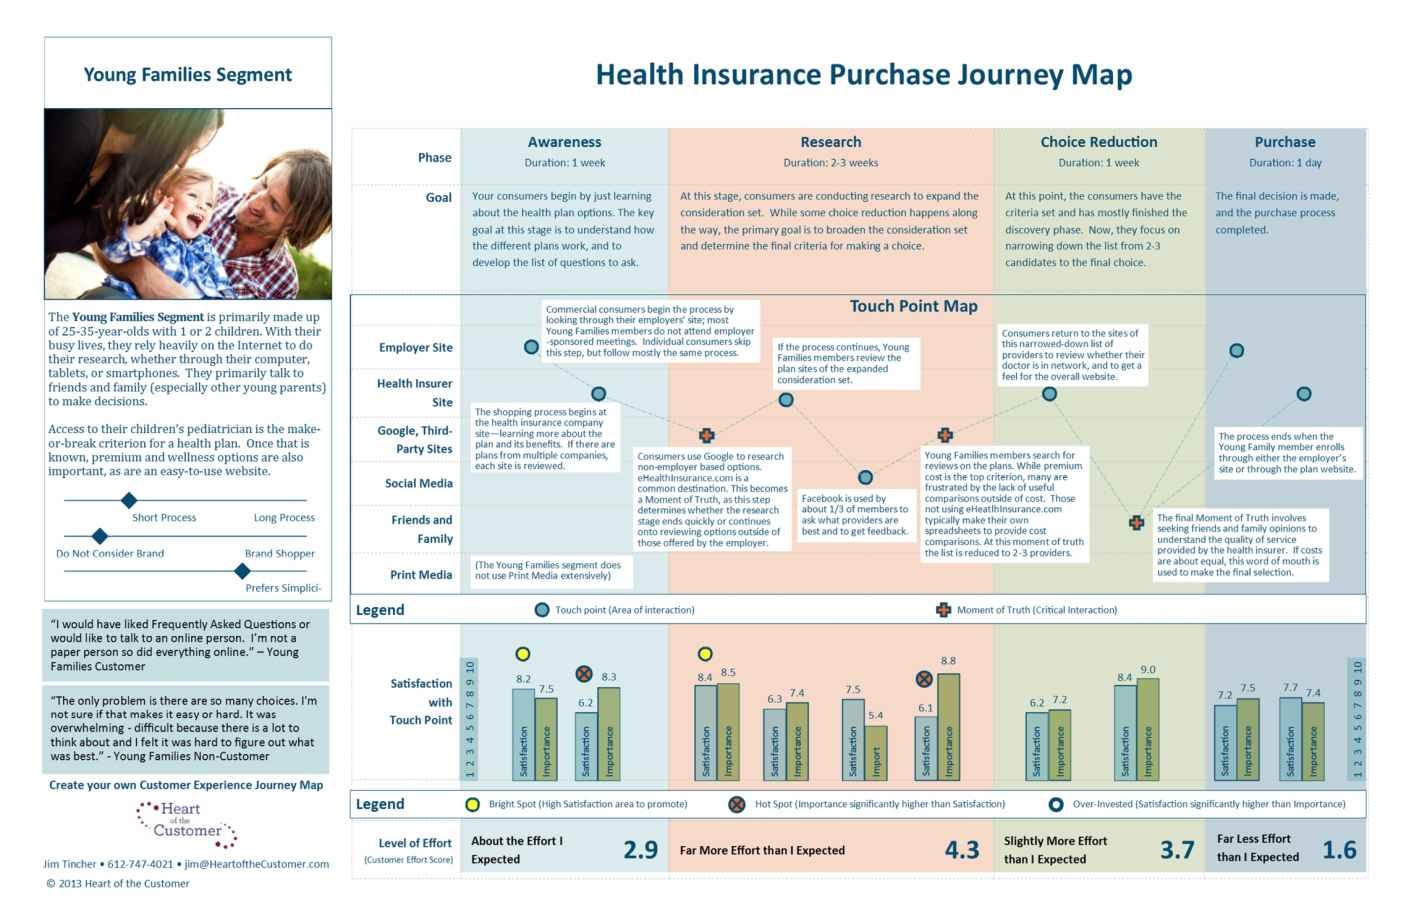 Young Families Segment
The Young Families Segment is primarily made up
of 25-35-year-olds with 1 or 2 children. With their
busy lives, they rely heavily on the Internet to do
their research, whether through their computer,
tablets, or smartphones. They primarily talk to
friends and family (especially other young parents)
to make decisions.
Access to their children's pediatrician is the make-
or-break criterion for a health plan. Once that is
known, premium and wellness options are also
important, as are an easy-to-use website.
Short Process Long Process
Do Not Consider Brand Brand Shopper
Prefers Simplici-
"I would have liked Frequently Asked Questions or
would like to talk to an online person. I'm not a
paper person so did everything online." – Young
Families Customer
"The only problem is there are so many choices. I'm
not sure if that makes it easy or hard. It was
overwhelming - difficult because there is a lot to
think about and I felt it was hard to figure out what
was best." - Young Families Non-Customer
Create your own Customer Experience Journey Map
Heart
of the
Customer
Jim Tincher • 612-747-4021 • jim@HeartoftheCustomer.com
© 2013 Heart of the Customer
Health Insurance Purchase Journey Map
Phase
Awareness
Duration: 1 week
Research
Duration: 2-3 weeks
Choice Reduction
Duration: 1 week
Purchase
Duration: 1 day
Goal
Your consumers begin by just learning
about the health plan options. The key
goal at this stage is to understand how
the different plans work, and to
develop the list of questions to ask.
At this stage, consumers are conducting research to expand the
consideration set. While some choice reduction happens along
the way, the primary goal is to broaden the consideration set
and determine the final criteria for making a choice.
At this point, the consumers have the
criteria set and has mostly finished the
discovery phase. Now, they focus on
narrowing down the list from 2-3
candidates to the final choice.
The final decision is made,
and the purchase process
completed.
Touch Point Map
Employer Site
Health Insurer
Site
Google, Third-
Party Sites
Social Media
Friends and
Family
Print Media
Commercial consumers begin the process by
looking through their employers' site; most
Young Families members do not attend employer
-sponsored meetings. Individual consumers skip
this step, but follow mostly the same process.
The shopping process begins at
the health insurance company
site—learning more about the
plan and its benefits. If there are
plans from multiple companies,
each site is reviewed.
(The Young Families segment does
not use Print Media extensively)
Consumers use Google to research
non-employer based options.
eHealthInsurance.com is a
common destination. This becomes
a Moment of Truth, as this step
determines whether the research
stage ends quickly or continues
onto reviewing options outside of
those offered by the employer.
If the process continues, Young
Families members review the
plan sites of the expanded
consideration set.
Facebook is used by
about 1/3 of members to
ask what providers are
best and to get feedback.
Young Families members search for
reviews on the plans. While premium
cost is the top criterion, many are
frustrated by the lack of useful
comparisons outside of cost. Those
not using eHealthInsurance.com
typically make their own
spreadsheets to provide cost
comparisons. At this moment of truth
the list is reduced to 2-3 providers.
Consumers return to the sites of
this narrowed-down list of
providers to review whether their
doctor is in network, and to get a
feel for the overall website.
The final Moment of Truth involves
seeking friends and family opinions to
understand the quality of service
provided by the health insurer. If costs
are about equal, this word of mouth is
used to make the final selection.
The process ends when the
Young Family member enrolls
through either the employer's
site or through the plan website.
Legend
Touch point (Area of interaction)
Moment of Truth (Critical Interaction)
Satisfaction
with
Touch Point
1 2 3 4 5 6 7 8 9 10
8.2 7.5
Satisfaction Importance
6.2 8.3
Satisfaction Importance
8.4 8.5
Satisfaction Importance
6.3 7.4
Satisfaction Importance
7.5 5.4
Satisfaction Import
6.1 8.8
Satisfaction Importance
6.2 7.2
Satisfaction Importance
8.4 9.0
Satisfaction Importance
7.2 7.5
Satisfaction Importance
7.7 7.4
Satisfaction Importance
1 2 3 4 5 6 7 8 9 10
Legend
Bright Spot (High Satisfaction area to promote)
Hot Spot (Importance significantly higher than Satisfaction)
Over-Invested (Satisfaction significantly higher than Importance)
Level of Effort
(Customer Effort Score)
About the Effort I
Expected
2.9
Far More Effort than I Expected
4.3
Slightly More Effort
than I Expected
3.7
Far Less Effort
than I Expected
1.6